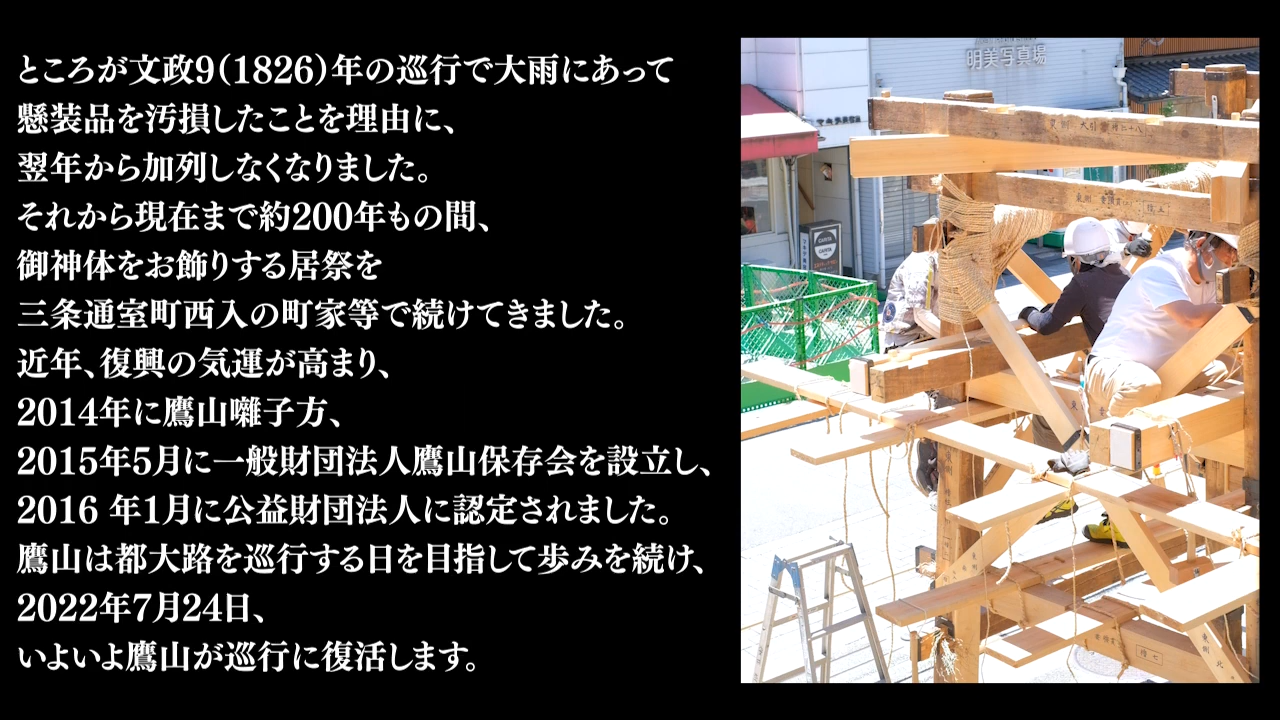 ところが文政9（1826）年の巡行で大雨にあって
懸装品を汚損したことを理由に、
翌年から加列しなくなりました。
それから現在まで約200年もの間、
御神体をお飾りする居祭を
三条通室町西入の町家等で続けてきました。
近年、復興の気運が高まり、
2014年に鷹山囃子方、
2015年5月に一般財団法人鷹山保存会を設立し、
2016 年1月に公益財団法人に認定されました。
鷹山は都大路を巡行する日を目指して歩みを続け、
2022年7月24日、
いよいよ鷹山が巡行に復活します。
明美写真場